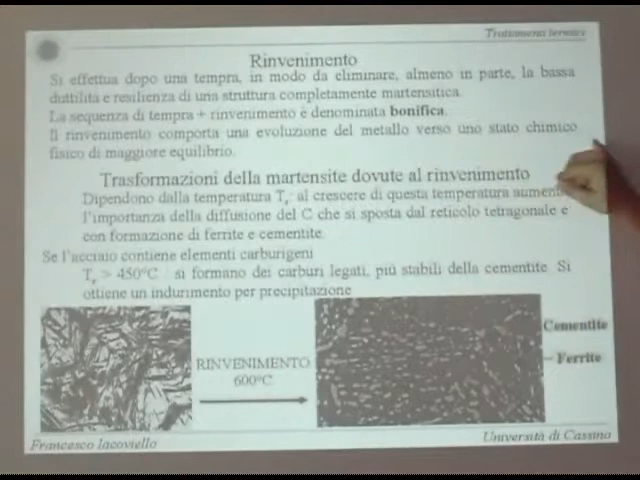 Trattamenti termici
Rinvenimento
Si effettua dopo una tempra, in modo da eliminare, almeno in parte, la bassa
duttilità e resilienza di una struttura completamente martensitica.
La sequenza di tempra + rinvenimento è denominata bonifica.
Il rinvenimento comporta una evoluzione del metallo verso uno stato chimico
fisico di maggiore equilibrio.
Trasformazioni della martensite dovute al rinvenimento
Dipendono dalla temperatura Tr: al crescere di questa temperatura
l'importanza della diffusione del C che si sposta dal reticolo tetragonale e
con formazione di ferrite e cementite.
Se l'acciaio contiene elementi carburigeni
Tr > 450°C si formano dei carburi legati, più stabili della cementite. Si
ottiene un indurimento per precipitazione
Cementite
RINVENIMENTO
Ferrite
600°C
Francesco Iacoviello
Università di Cassino